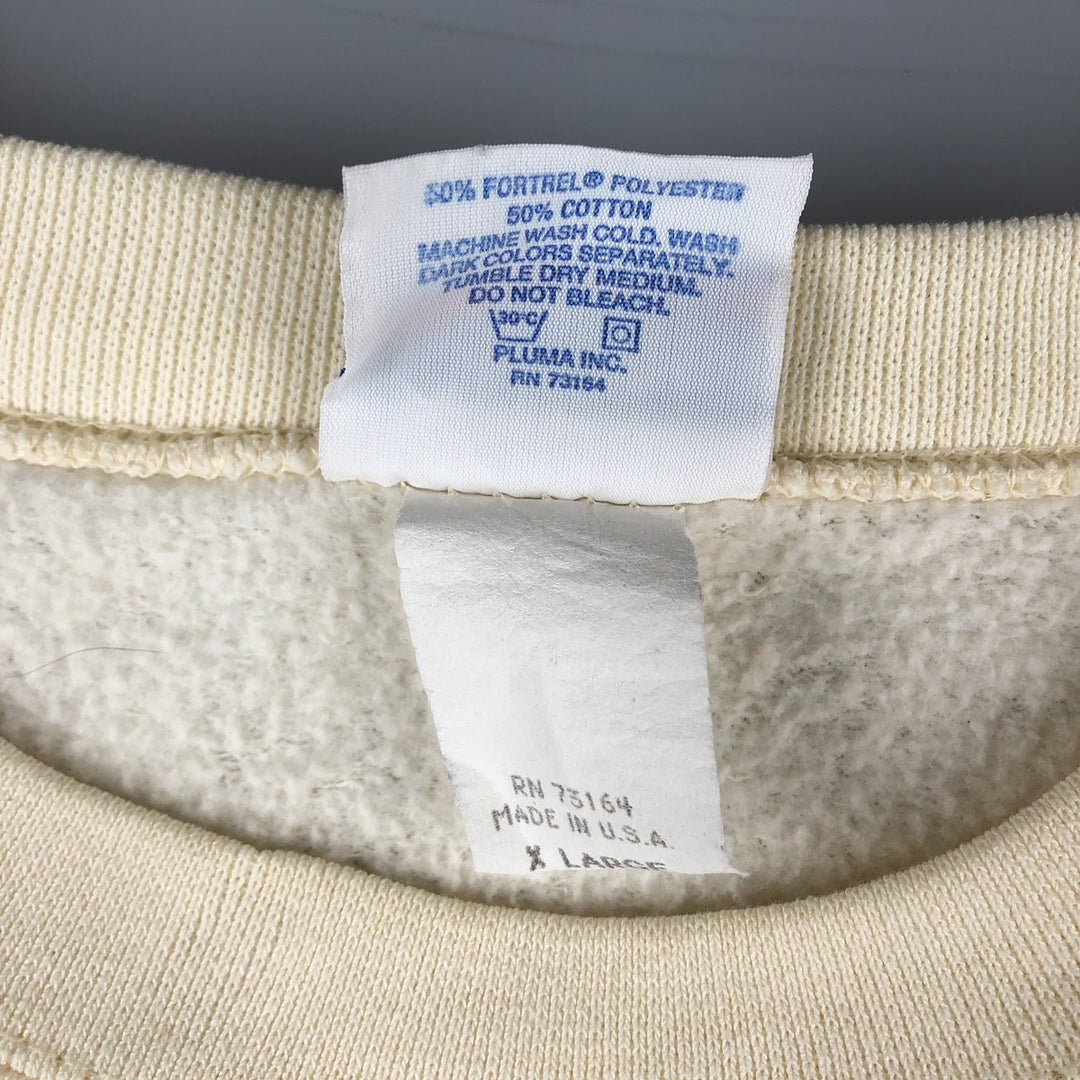 50% FORTREL® POLYESTER
50% COTTON
MACHINE WASH COLD. WASH
DARK COLORS SEPARATELY.
TUMBLE DRY MEDIUM.
DO NOT BLEACH.
30°C
PLUMA INC.
RN 73164
RN 73164
MADE IN U.S.A.
X LARGE